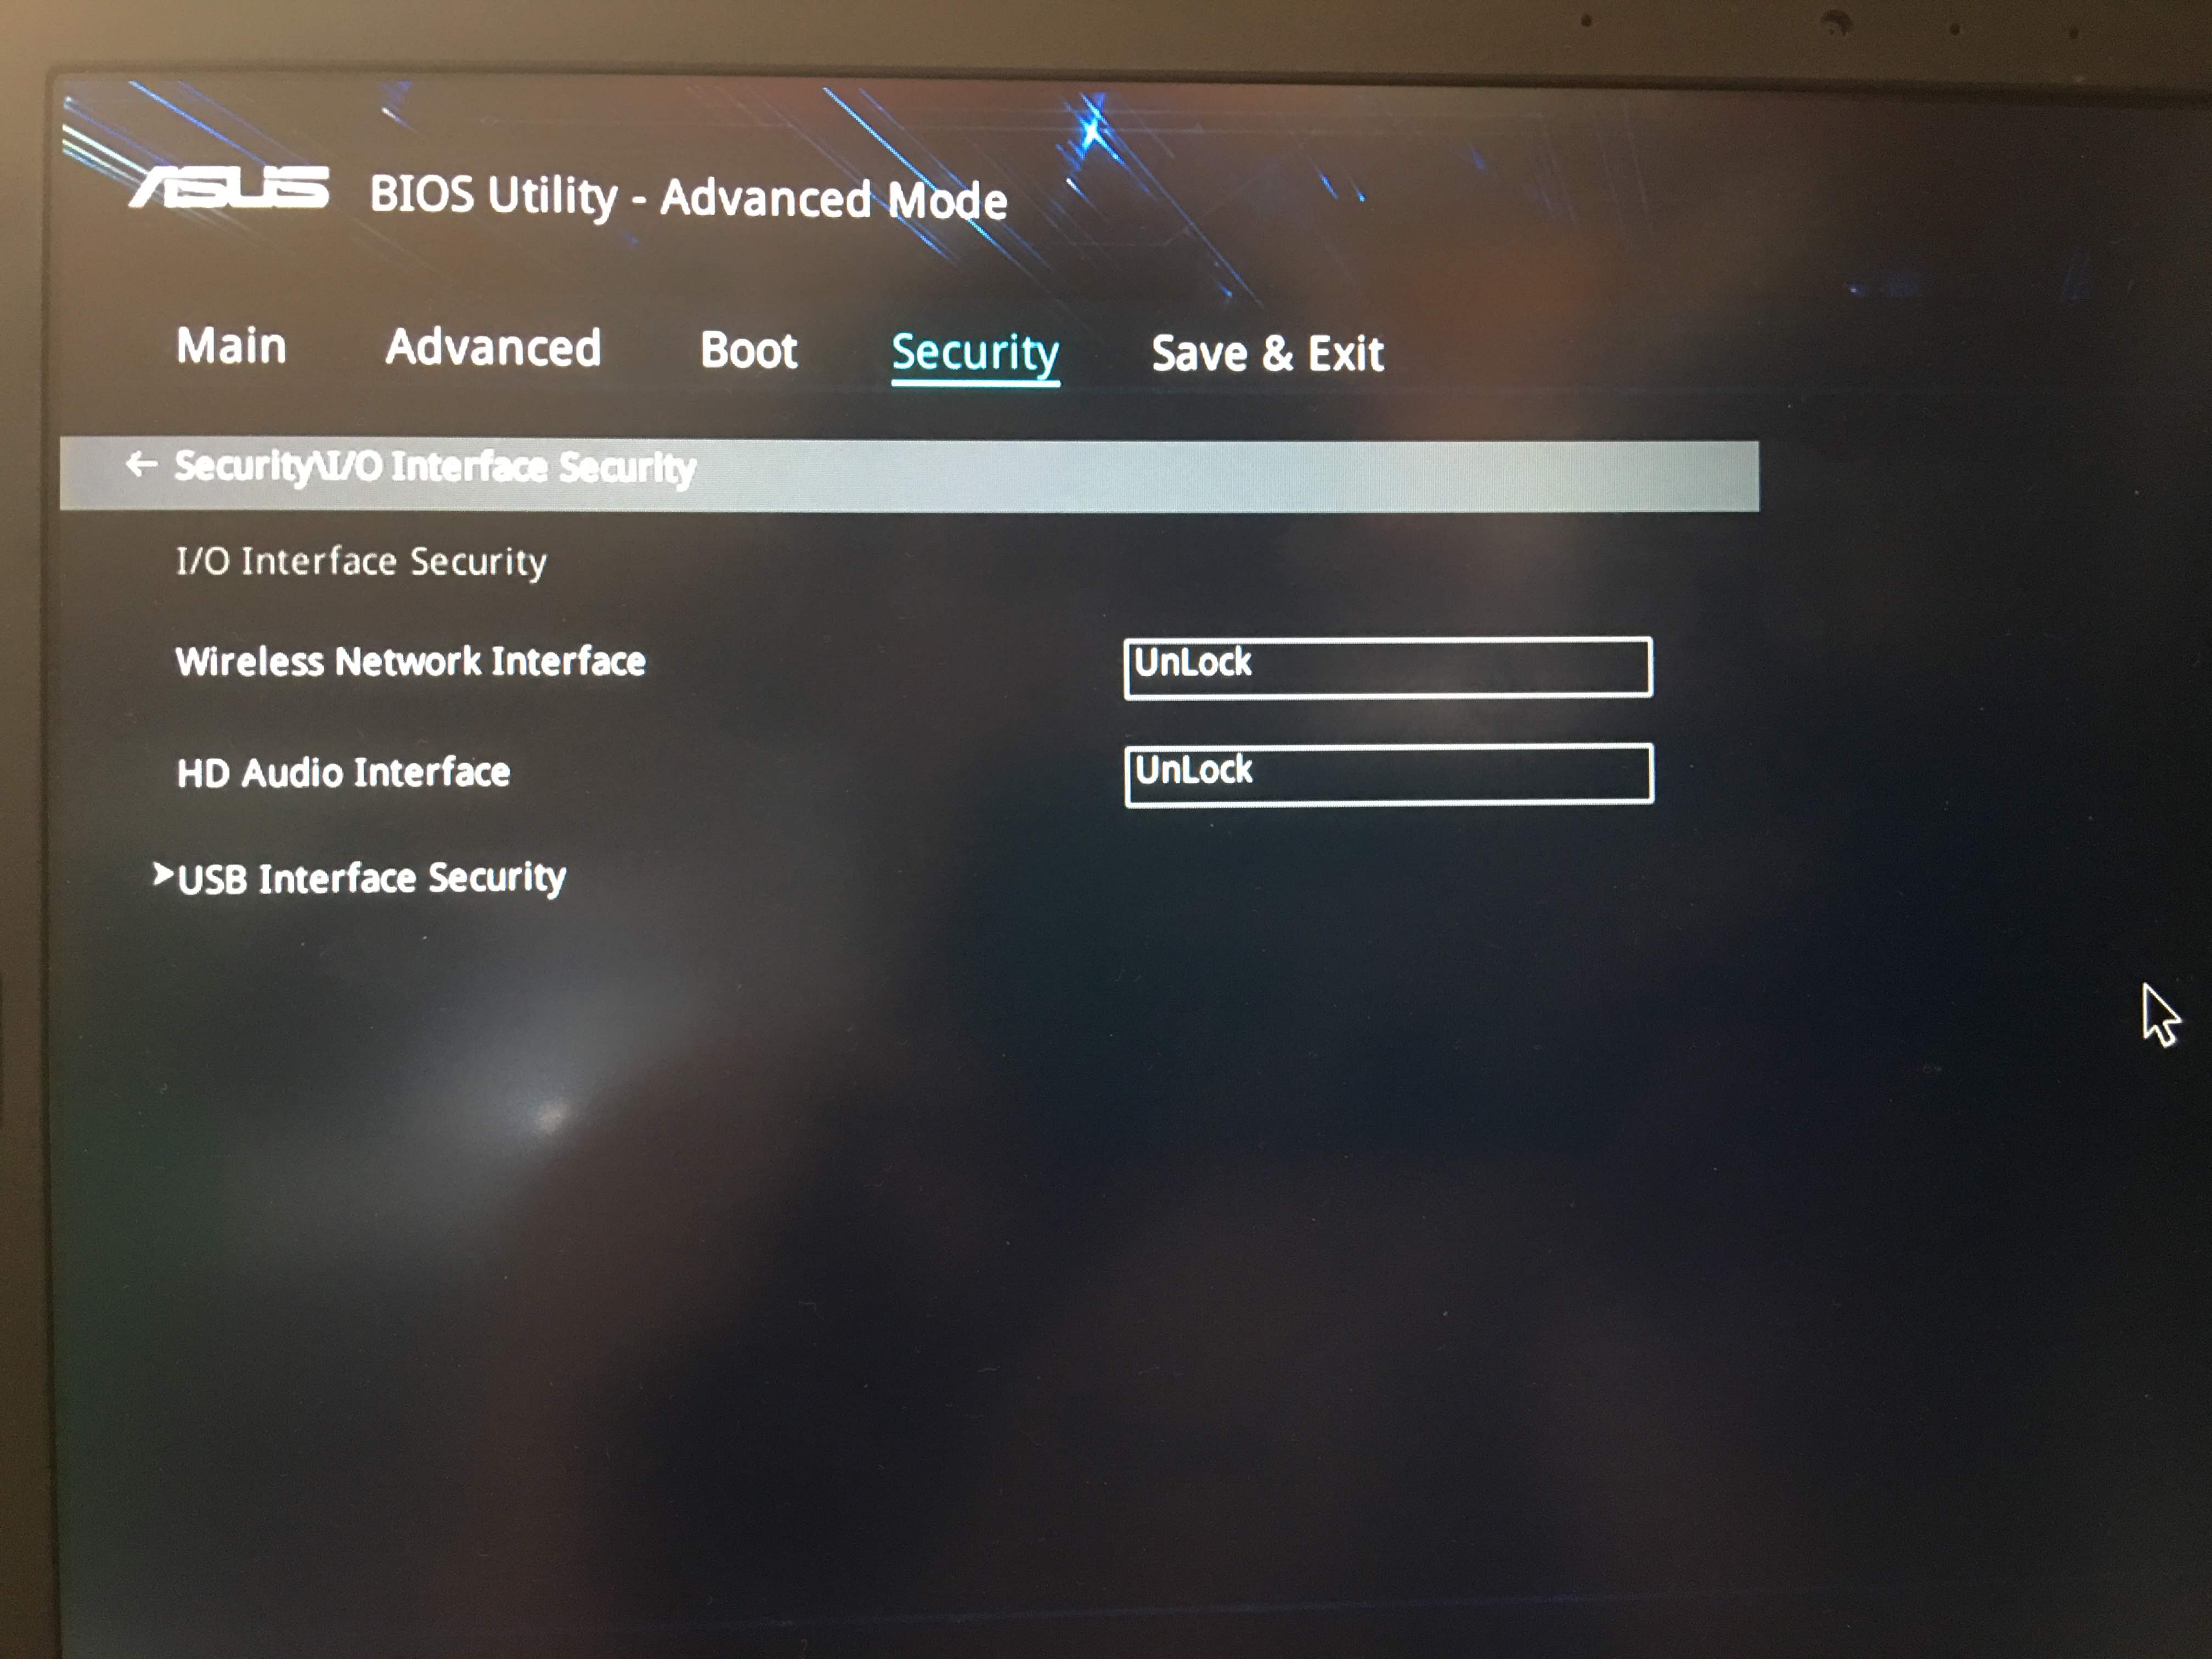 ASUS BIOS Utility - Advanced Mode
Main Advanced Boot Security Save & Exit
← Security\I/O Interface Security
I/O Interface Security
Wireless Network Interface UnLock
HD Audio Interface UnLock
➤USB Interface Security